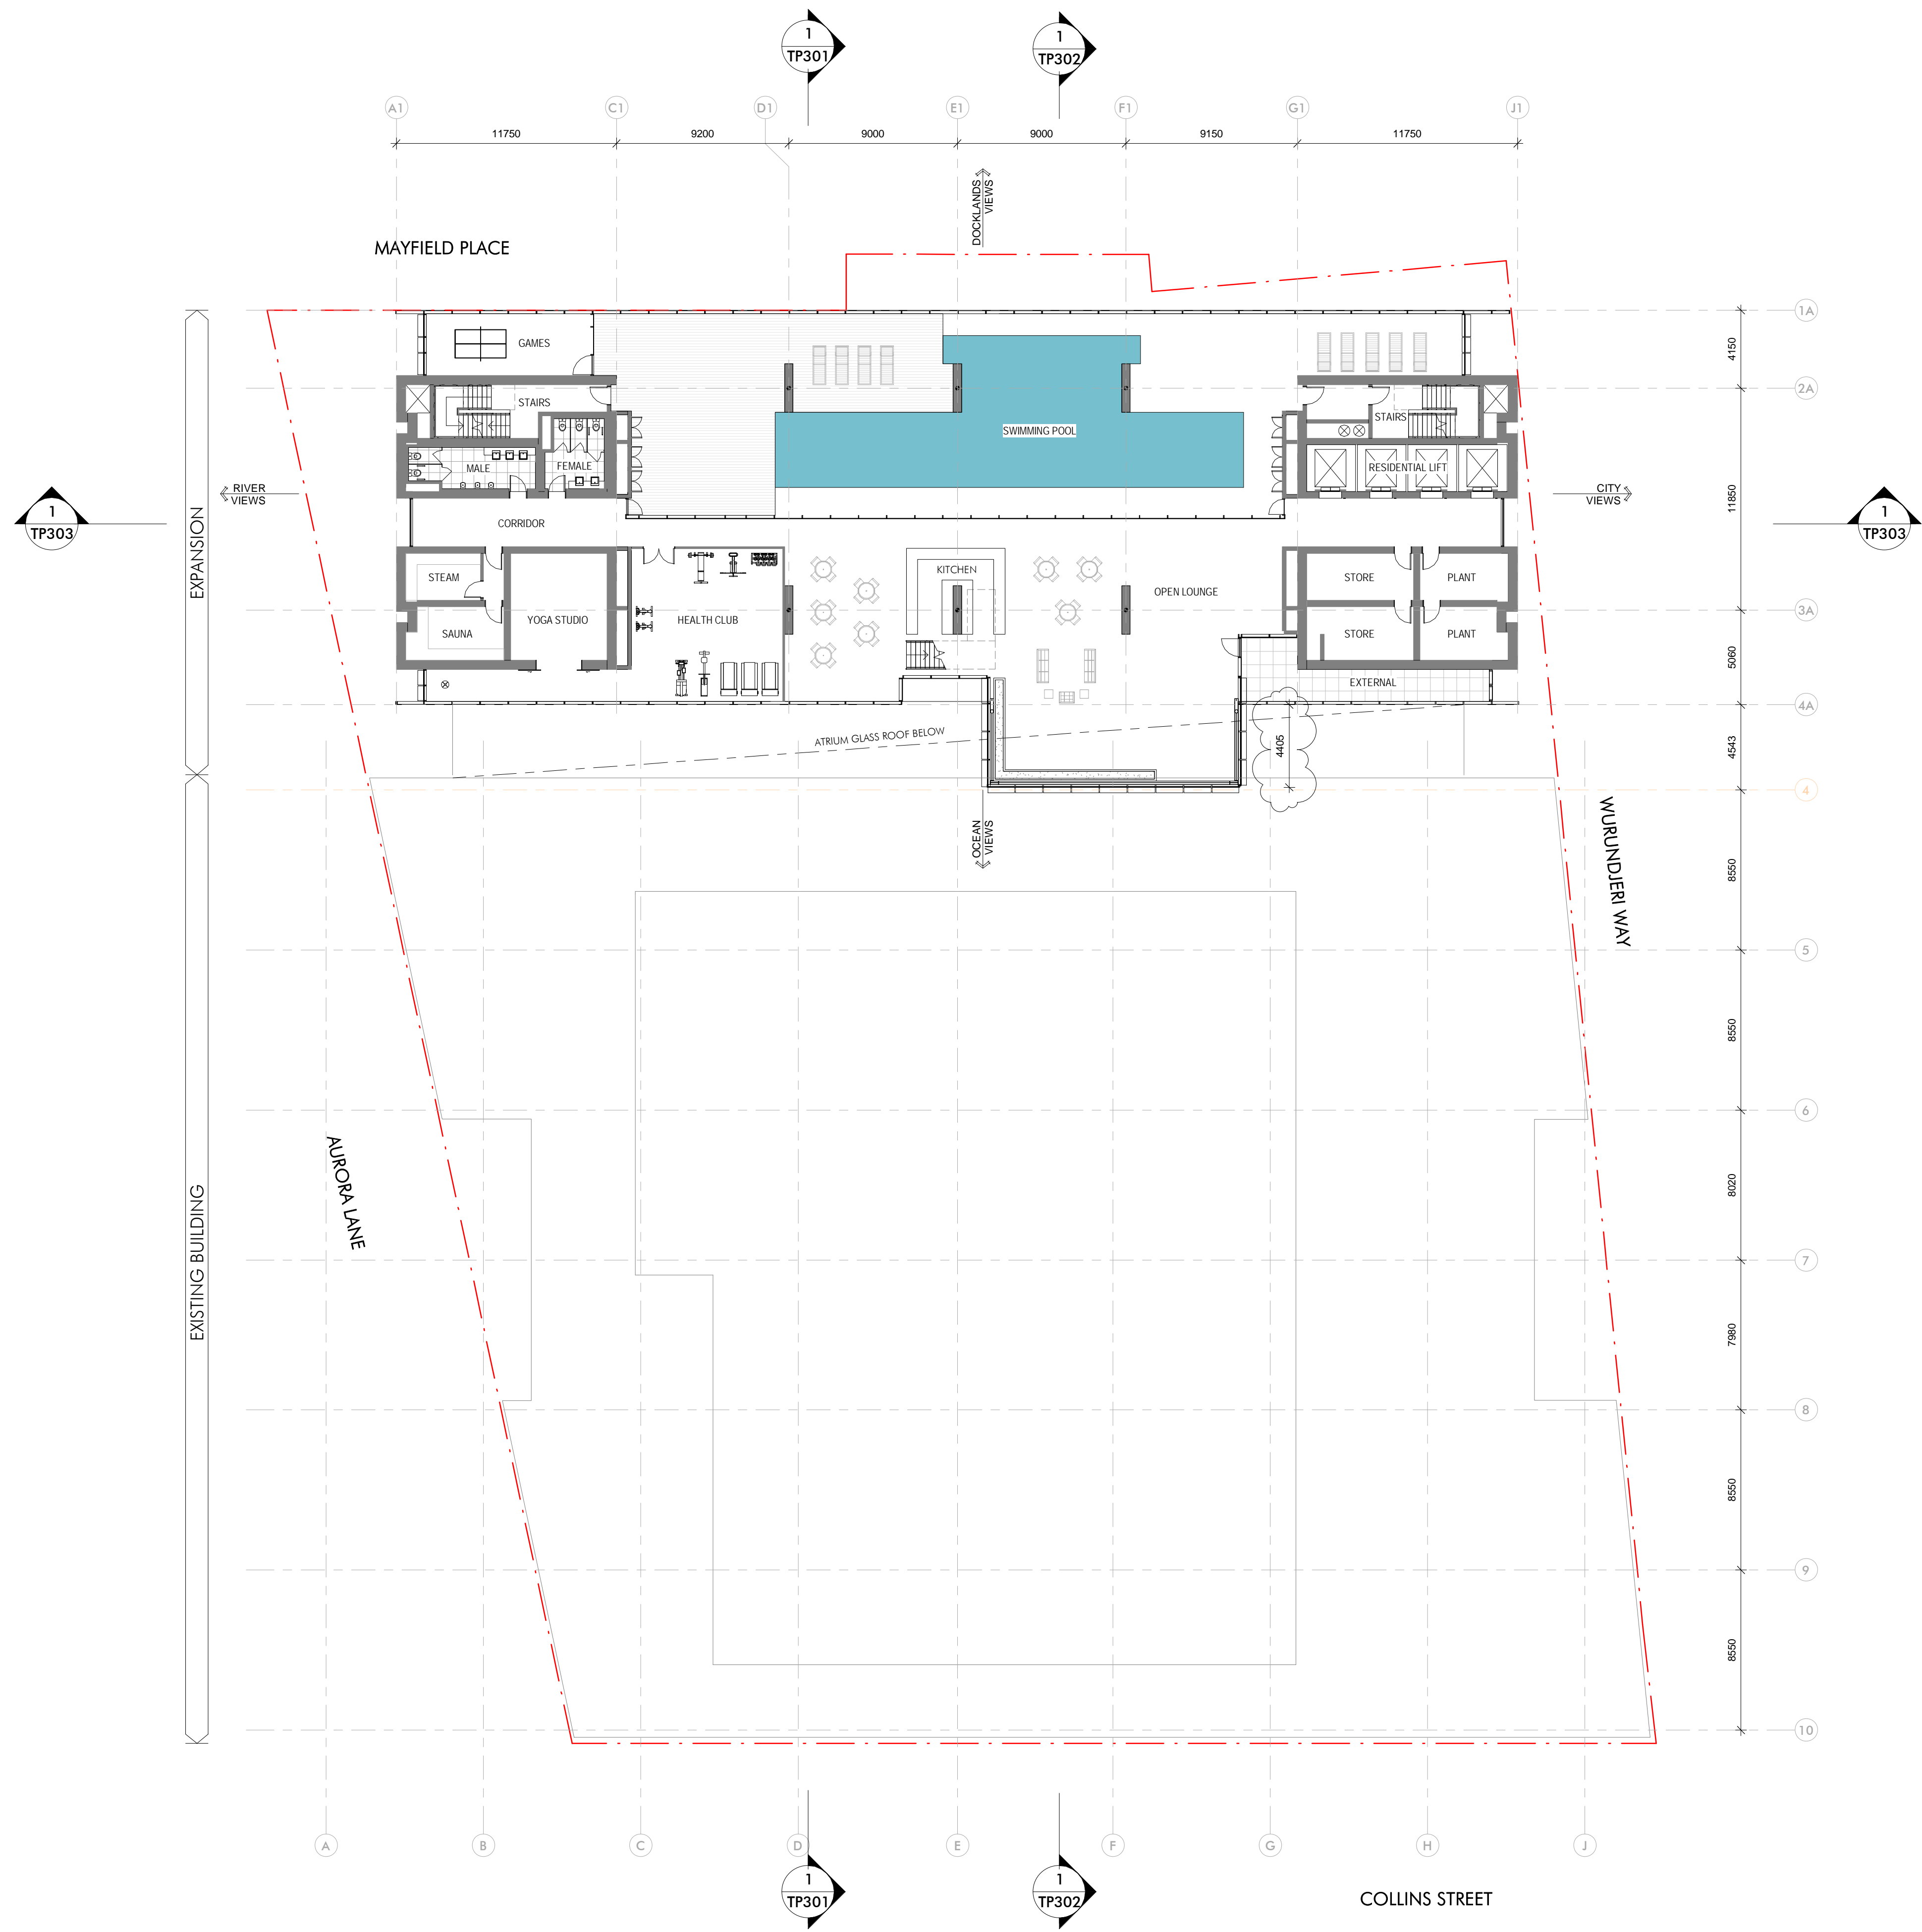 1
TP301
1
TP302
A1
C1
D1
E1
F1
G1
J1
11750
9200
9000
9000
9150
11750
DOCKLANDS
VIEWS
MAYFIELD PLACE
1A
GAMES
4150
2A
STAIRS
STAIRS
SWIMMING POOL
MALE
FEMALE
RESIDENTIAL LIFT
RIVER
VIEWS
CITY
VIEWS
11850
1
TP303
1
TP303
CORRIDOR
EXPANSION
STEAM
KITCHEN
STORE
PLANT
OPEN LOUNGE
3A
YOGA STUDIO
HEALTH CLUB
SAUNA
STORE
PLANT
5060
EXTERNAL
4A
ATRIUM GLASS ROOF BELOW
4405
4543
4
OCEAN
VIEWS
WURUNDJERI WAY
8550
5
8550
6
AURORA LANE
8020
EXISTING BUILDING
7
7980
8
8550
9
8550
10
A
B
C
D
E
F
G
H
J
1
TP301
1
TP302
COLLINS STREET